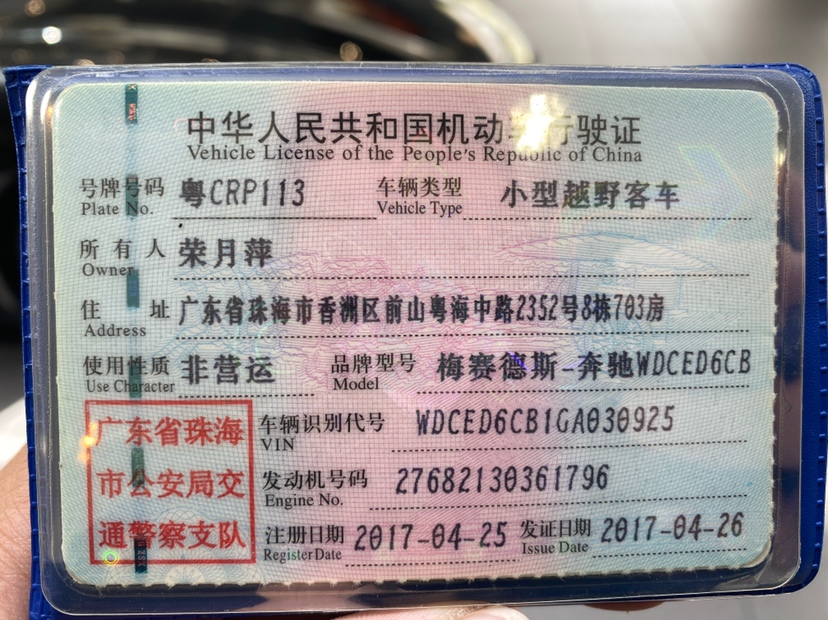 中华人民共和国机动车行驶证
Vehicle License of the People's Republic of China
号牌号码 粤CRP113 车辆类型 小型越野客车
Plate No. Vehicle Type
所有人 荣月萍
Owner
住址 广东省珠海市香洲区前山粤海中路2352号8栋703房
Address
使用性质 非营运 品牌型号 梅赛德斯-奔驰WDCED6CB
Use Character Model
广东省珠海
市公安局交
通警察支队
车辆识别代号 WDCED6CB1GA030925
VIN
发动机号码 27682130361796
Engine No.
注册日期 2017-04-25 发证日期 2017-04-26
Register Date Issue Date